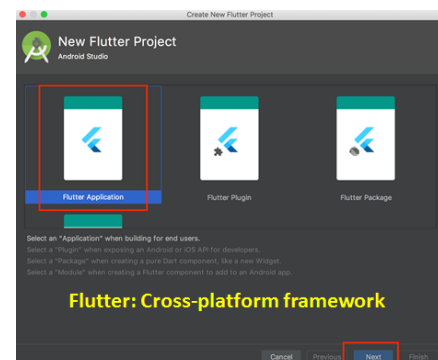 Create New Flutter Project
New Flutter Project
Android Studio
Flutter Application
Flutter Plugin
Flutter Package
Select an "Application" when building for end users.
Select a "Plugin" when exposing an Android or iOS API for developers.
Select a "Package" when creating a pure Dart component, like a new Widget.
Select a "Module" when creating a Flutter component to add to an Android app.
Flutter: Cross-platform framework
Cancel
Previous
Next
Finish